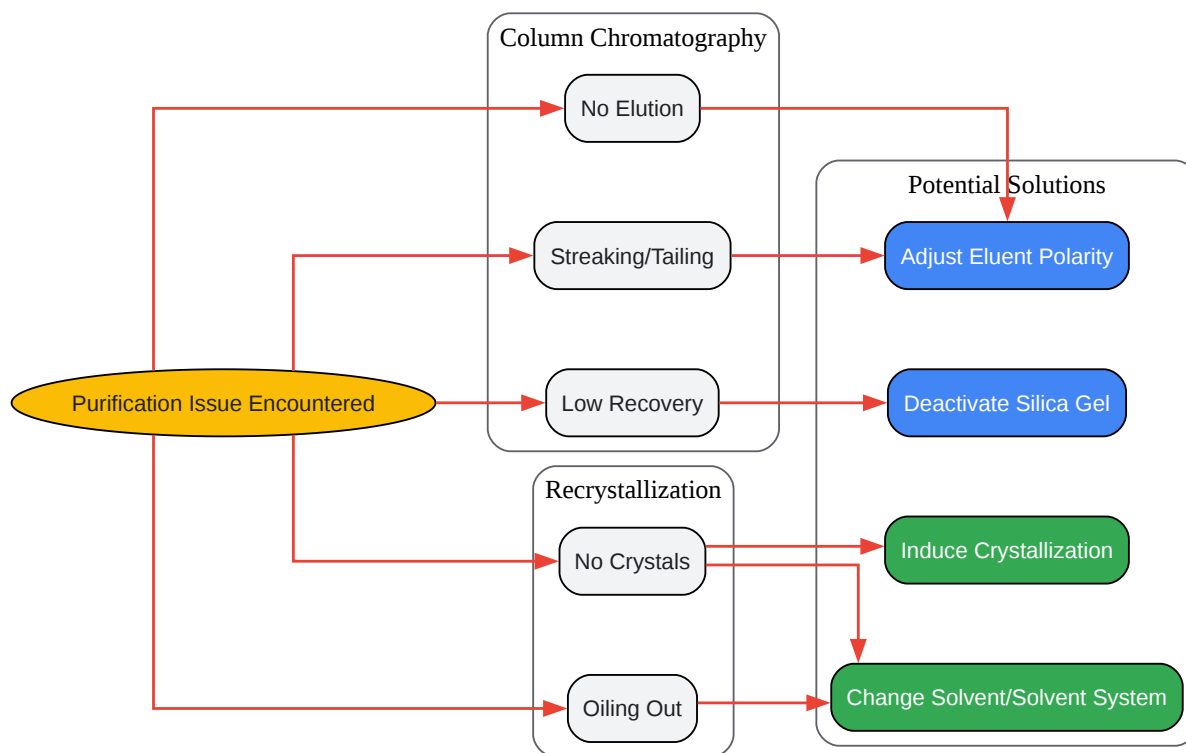 Column Chromatography
No Elution
Potential Solutions
Streaking/Tailing
Adjust Eluent Polarity
Purification Issue Encountered
Low Recovery
Deactivate Silica Gel
Recrystallization
No Crystals
Induce Crystallization
Oiling Out
Change Solvent/Solvent System